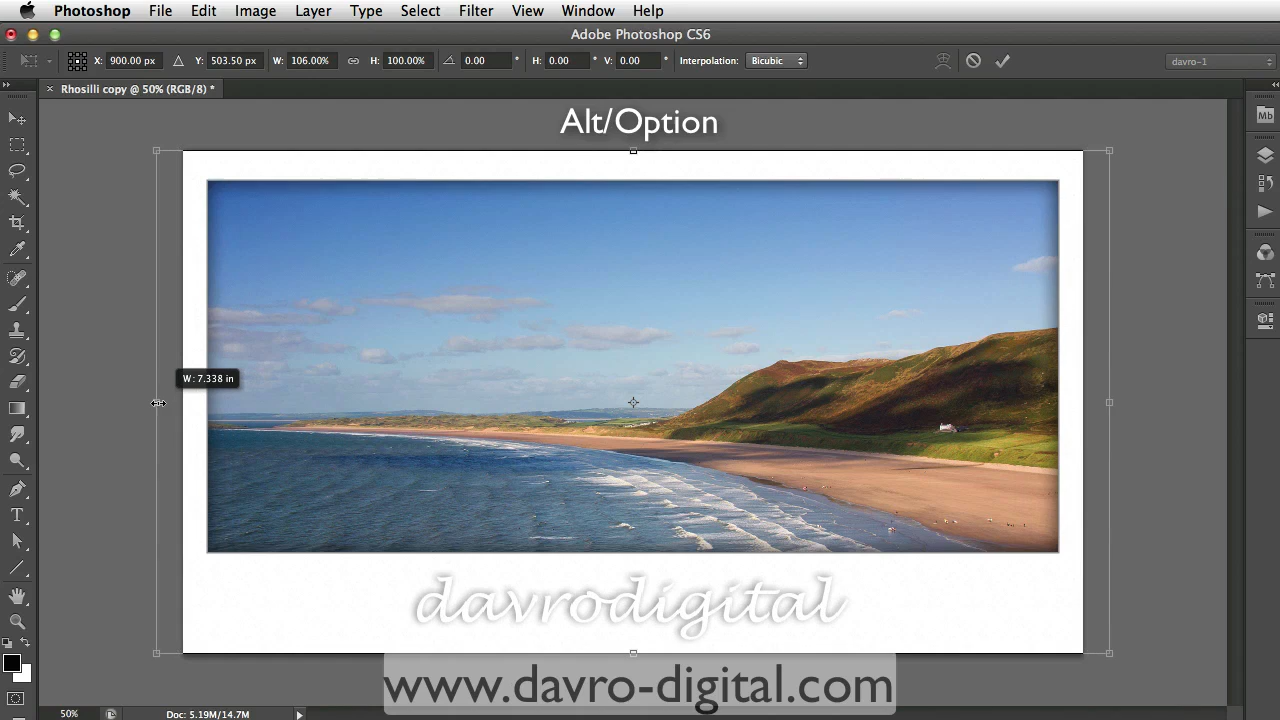 Photoshop File Edit Image Layer Type Select Filter View Window Help
Adobe Photoshop CS6
X: 900.00 px Y: 503.50 px W: 106.00% H: 100.00% 0.00 ° H: 0.00 ° V: 0.00 ° Interpolation: Bicubic davro-1
× Rhosilli copy @ 50% (RGB/8) *
Alt/Option
Mb
W: 7.338 in
T
davrodigital
www.davro-digital.com
50% Doc: 5.19M/14.7M